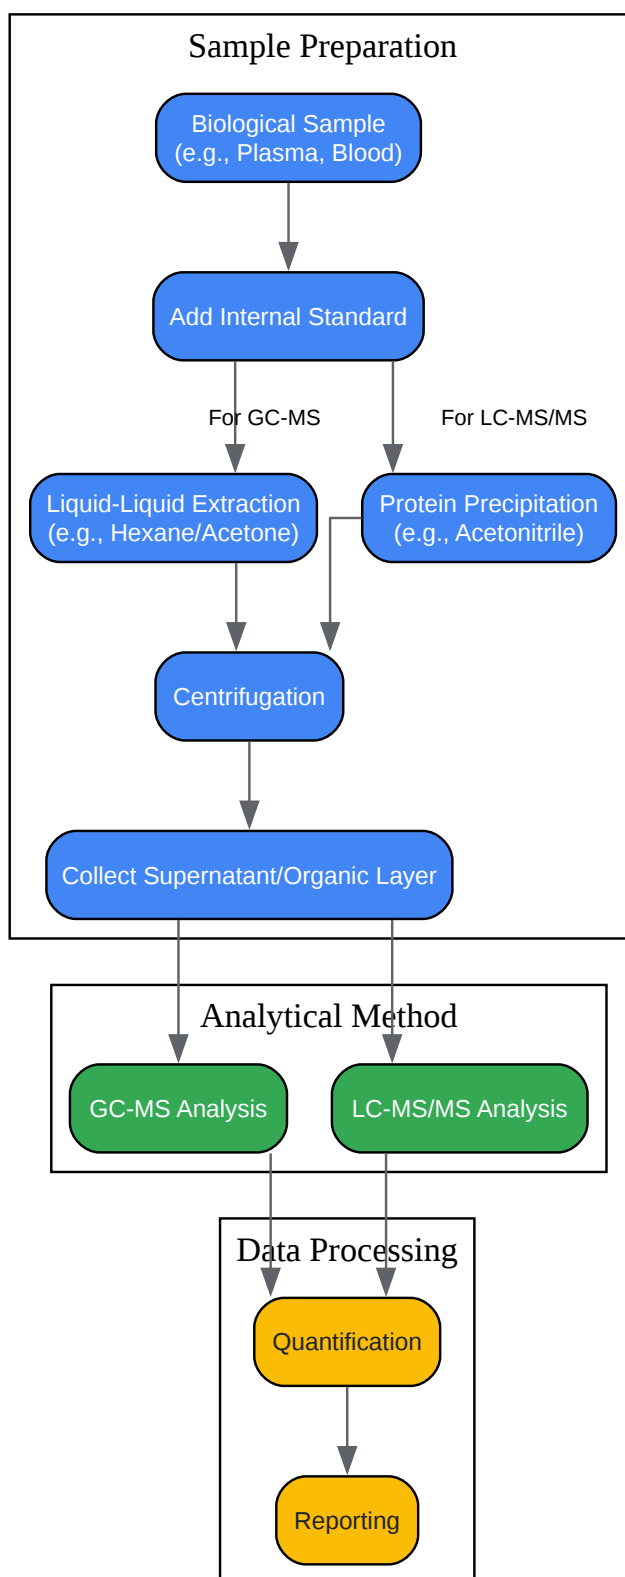 Sample Preparation
Biological Sample
(e.g., Plasma, Blood)
Add Internal Standard
For GC-MS
For LC-MS/MS
Liquid-Liquid Extraction
(e.g., Hexane/Acetone)
Protein Precipitation
(e.g., Acetonitrile)
Centrifugation
Collect Supernatant/Organic Layer
Analytical Method
GC-MS Analysis
LC-MS/MS Analysis
Data Processing
Quantification
Reporting